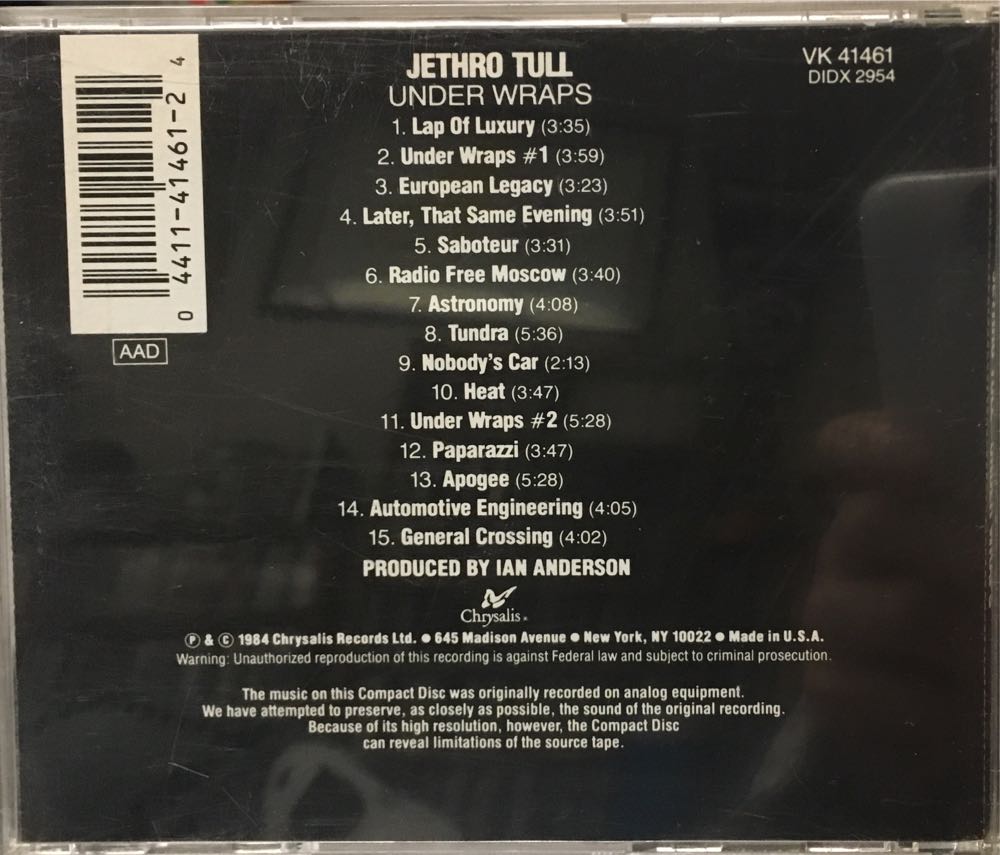 JETHRO TULL
UNDER WRAPS
1. Lap Of Luxury (3:35)
2. Under Wraps #1 (3:59)
3. European Legacy (3:23)
4. Later, That Same Evening (3:51)
5. Saboteur (3:31)
6. Radio Free Moscow (3:40)
7. Astronomy (4:08)
8. Tundra (5:36)
9. Nobody's Car (2:13)
10. Heat (3:47)
11. Under Wraps #2 (5:28)
12. Paparazzi (3:47)
13. Apogee (5:28)
14. Automotive Engineering (4:05)
15. General Crossing (4:02)
PRODUCED BY IAN ANDERSON
Chrysalis
Ⓟ & © 1984 Chrysalis Records Ltd. ● 645 Madison Avenue ● New York, NY 10022 ● Made in U.S.A.
Warning: Unauthorized reproduction of this recording is against Federal law and subject to criminal prosecution.
The music on this Compact Disc was originally recorded on analog equipment.
We have attempted to preserve, as closely as possible, the sound of the original recording.
Because of its high resolution, however, the Compact Disc
can reveal limitations of the source tape.
VK 41461
DIDX 2954
0 4411-41461-2 4
AAD